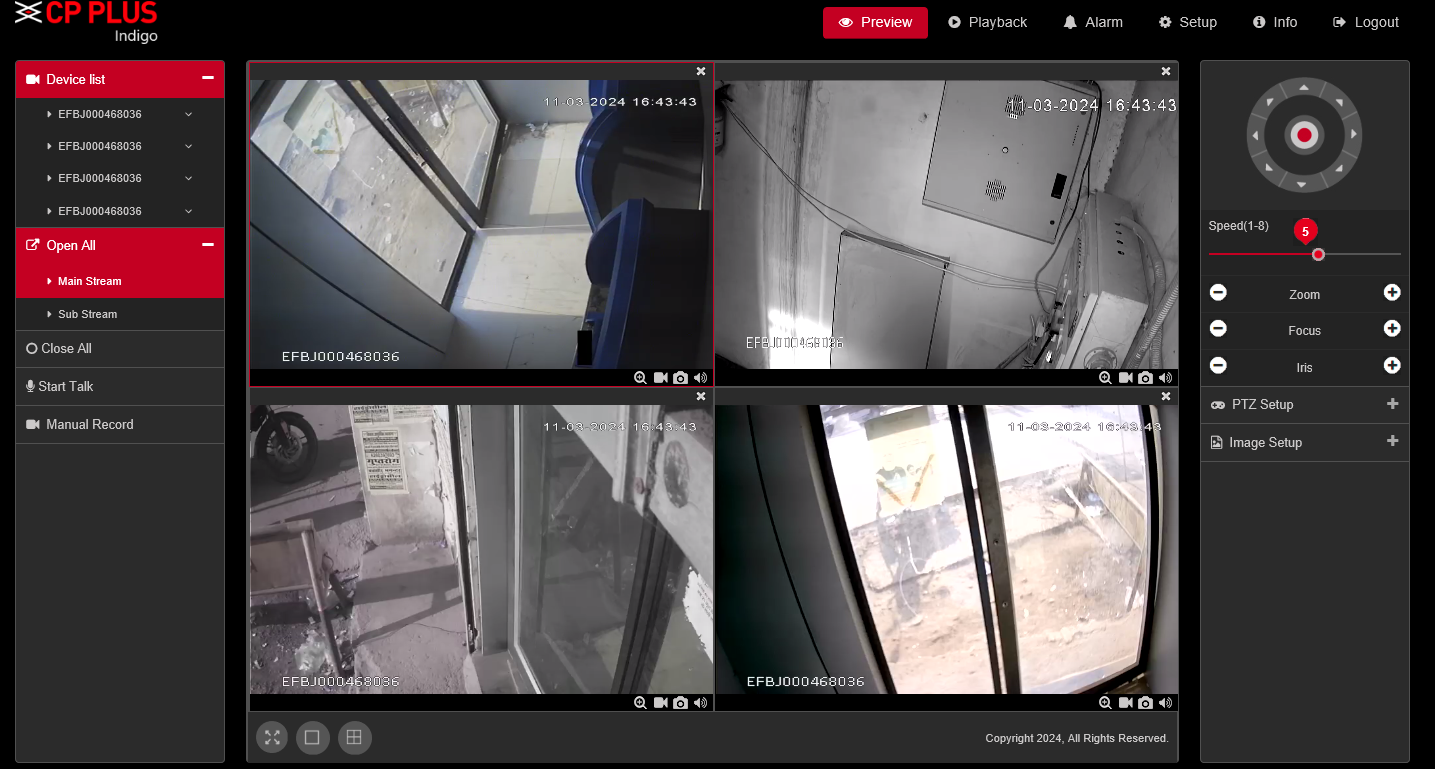 CP PLUS
Indigo
Preview
Playback
Alarm
Setup
Info
Logout
Device list
EFBJ000468036
EFBJ000468036
EFBJ000468036
EFBJ000468036
Open All
Main Stream
Sub Stream
Close All
Start Talk
Manual Record
11-03-2024 16:43:43
EFBJ000468036
11-03-2024 16:43:43
EFBJ000468036
11-03-2024 16:43:43
गुप्तरोग
EFBJ000468036
11-03-2024 16:43:43
EFBJ000468036
Copyright 2024, All Rights Reserved.
Speed(1-8)
5
Zoom
Focus
Iris
PTZ Setup
Image Setup